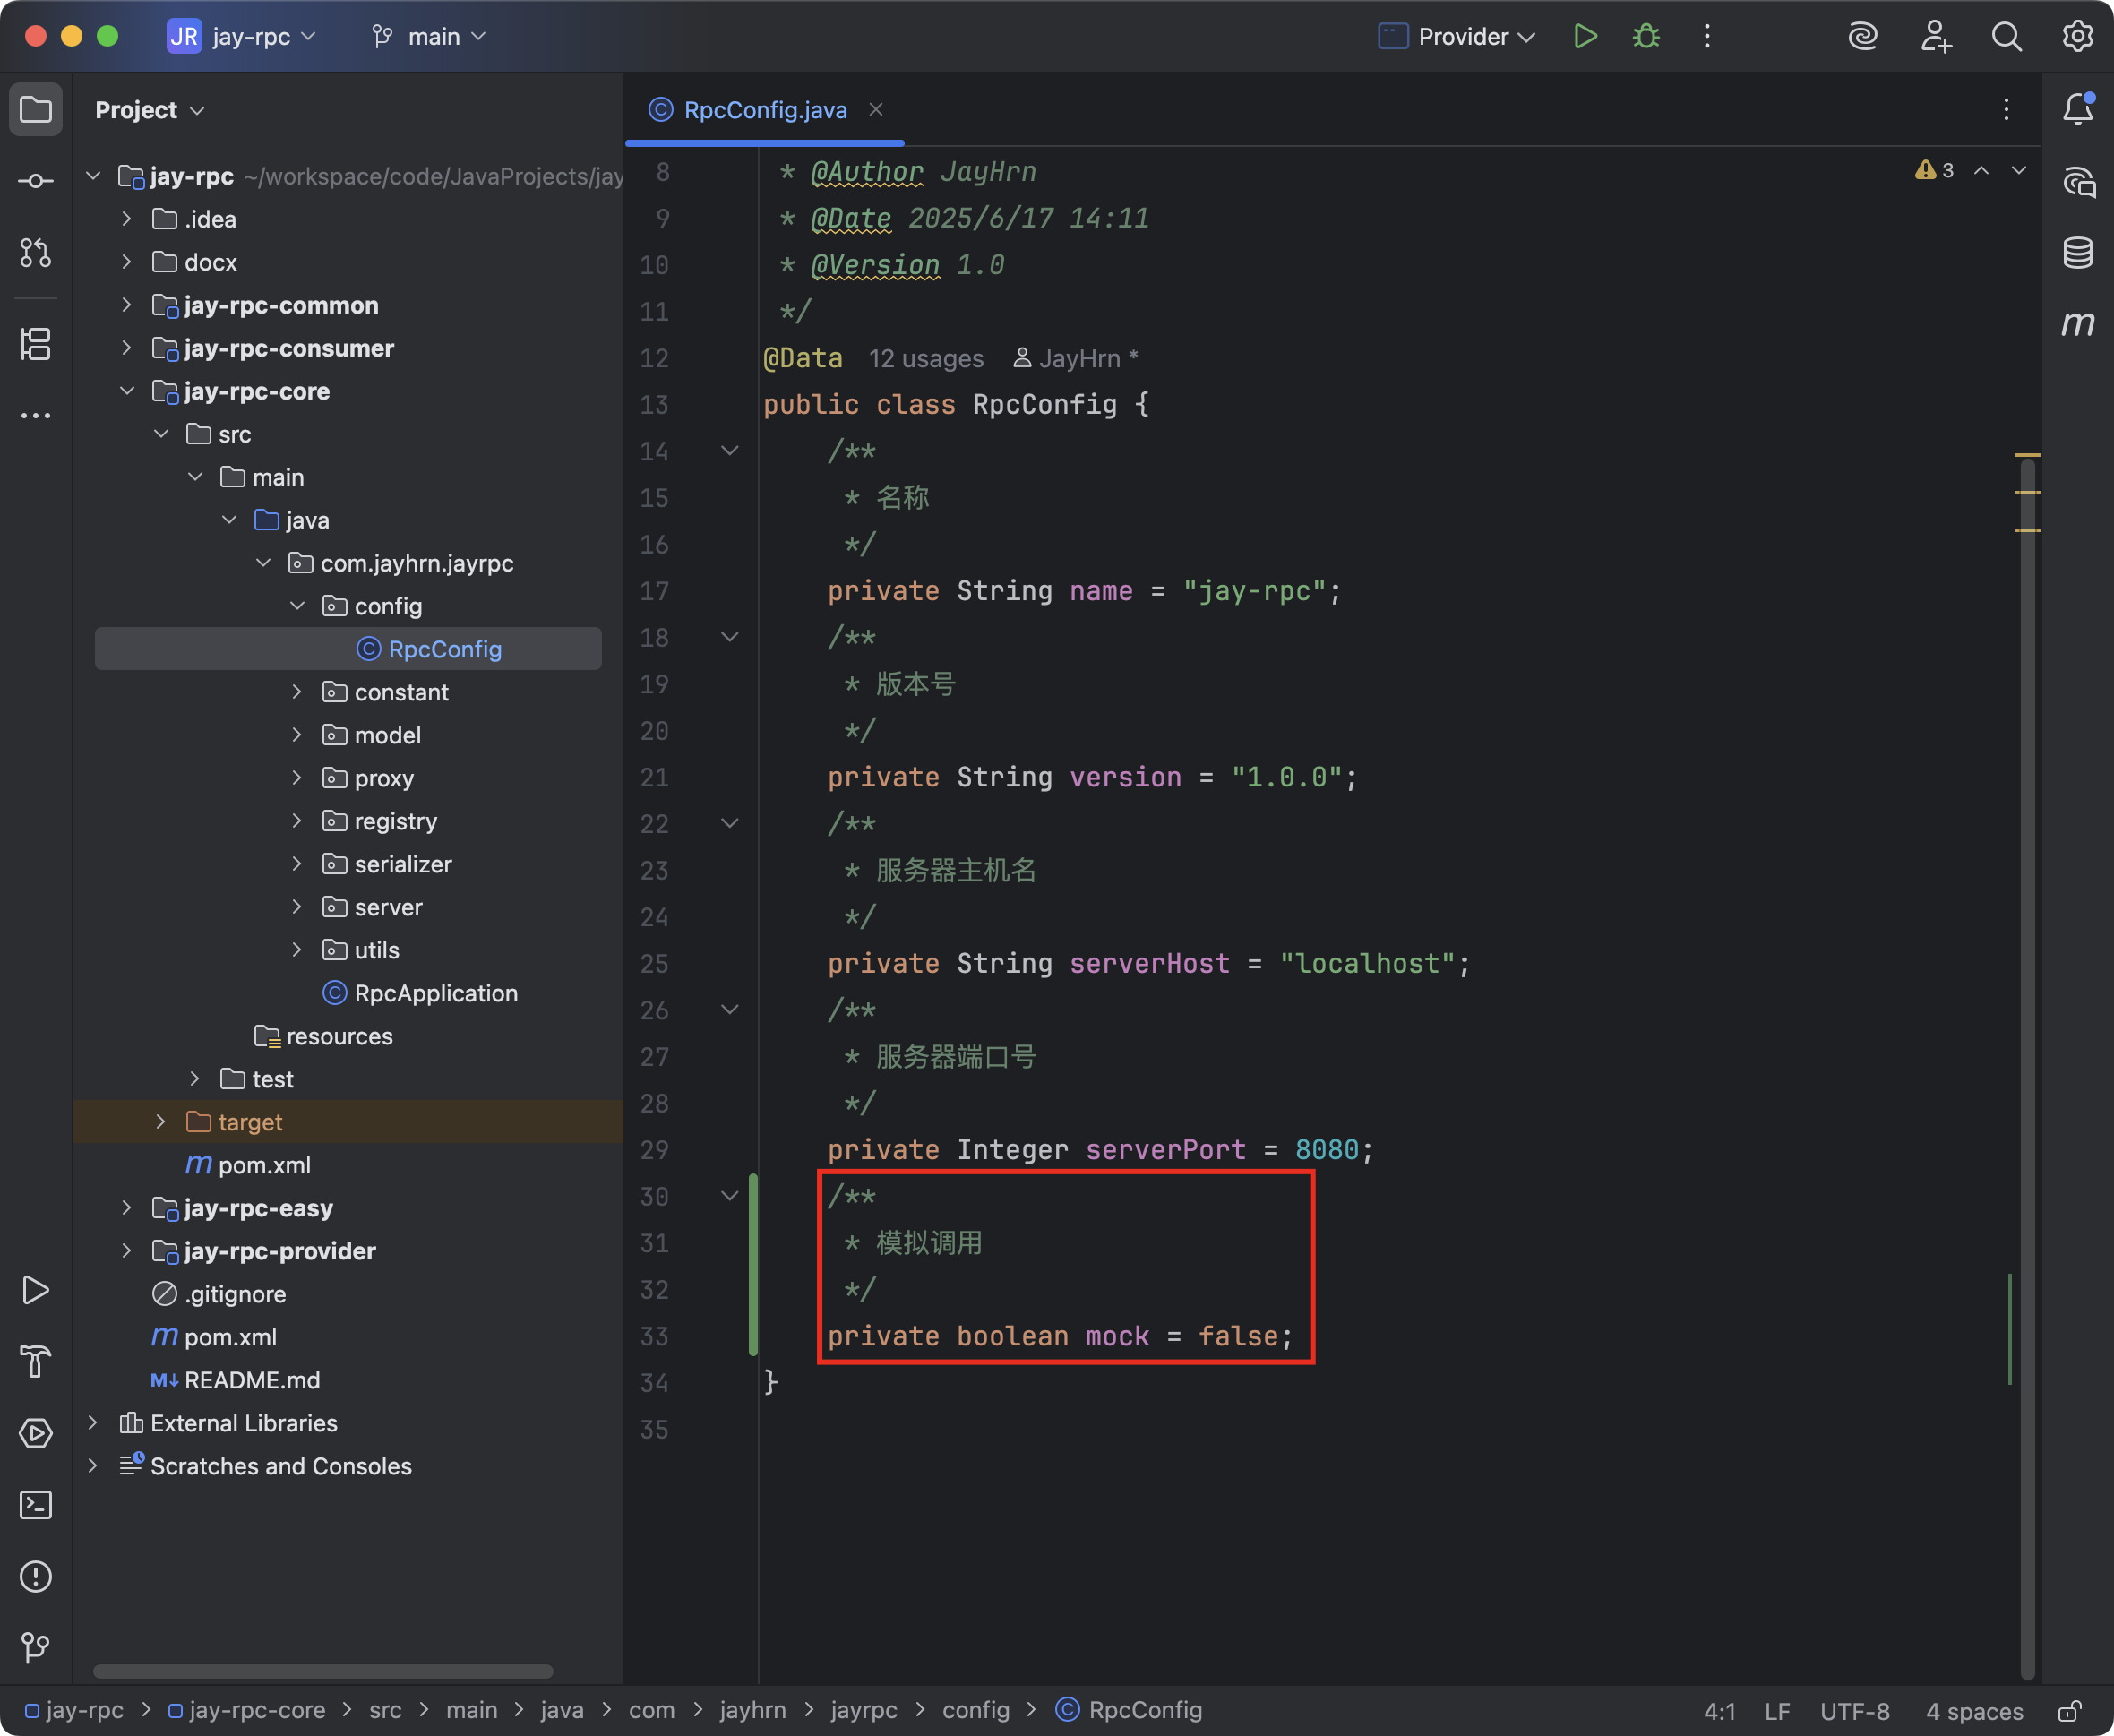 JR jay-rpc
main
Provider
Project
RpcConfig.java
jay-rpc ~/workspace/code/JavaProjects/jay
.idea
docx
jay-rpc-common
jay-rpc-consumer
jay-rpc-core
src
main
java
com.jayhrn.jayrpc
config
RpcConfig
constant
model
proxy
registry
serializer
server
utils
RpcApplication
resources
test
target
m pom.xml
jay-rpc-easy
jay-rpc-provider
.gitignore
m pom.xml
M↓ README.md
External Libraries
Scratches and Consoles
3
m
8 * @Author JayHrn
9 * @Date 2025/6/17 14:11
10 * @Version 1.0
11 */
12 @Data 12 usages JayHrn *
13 public class RpcConfig {
14 /**
15 * 名称
16 */
17 private String name = "jay-rpc";
18 /**
19 * 版本号
20 */
21 private String version = "1.0.0";
22 /**
23 * 服务器主机名
24 */
25 private String serverHost = "localhost";
26 /**
27 * 服务器端口号
28 */
29 private Integer serverPort = 8080;
30 /**
31 * 模拟调用
32 */
33 private boolean mock = false;
34 }
35
jay-rpc > jay-rpc-core > src > main > java > com > jayhrn > jayrpc > config > RpcConfig
4:1 LF UTF-8 4 spaces